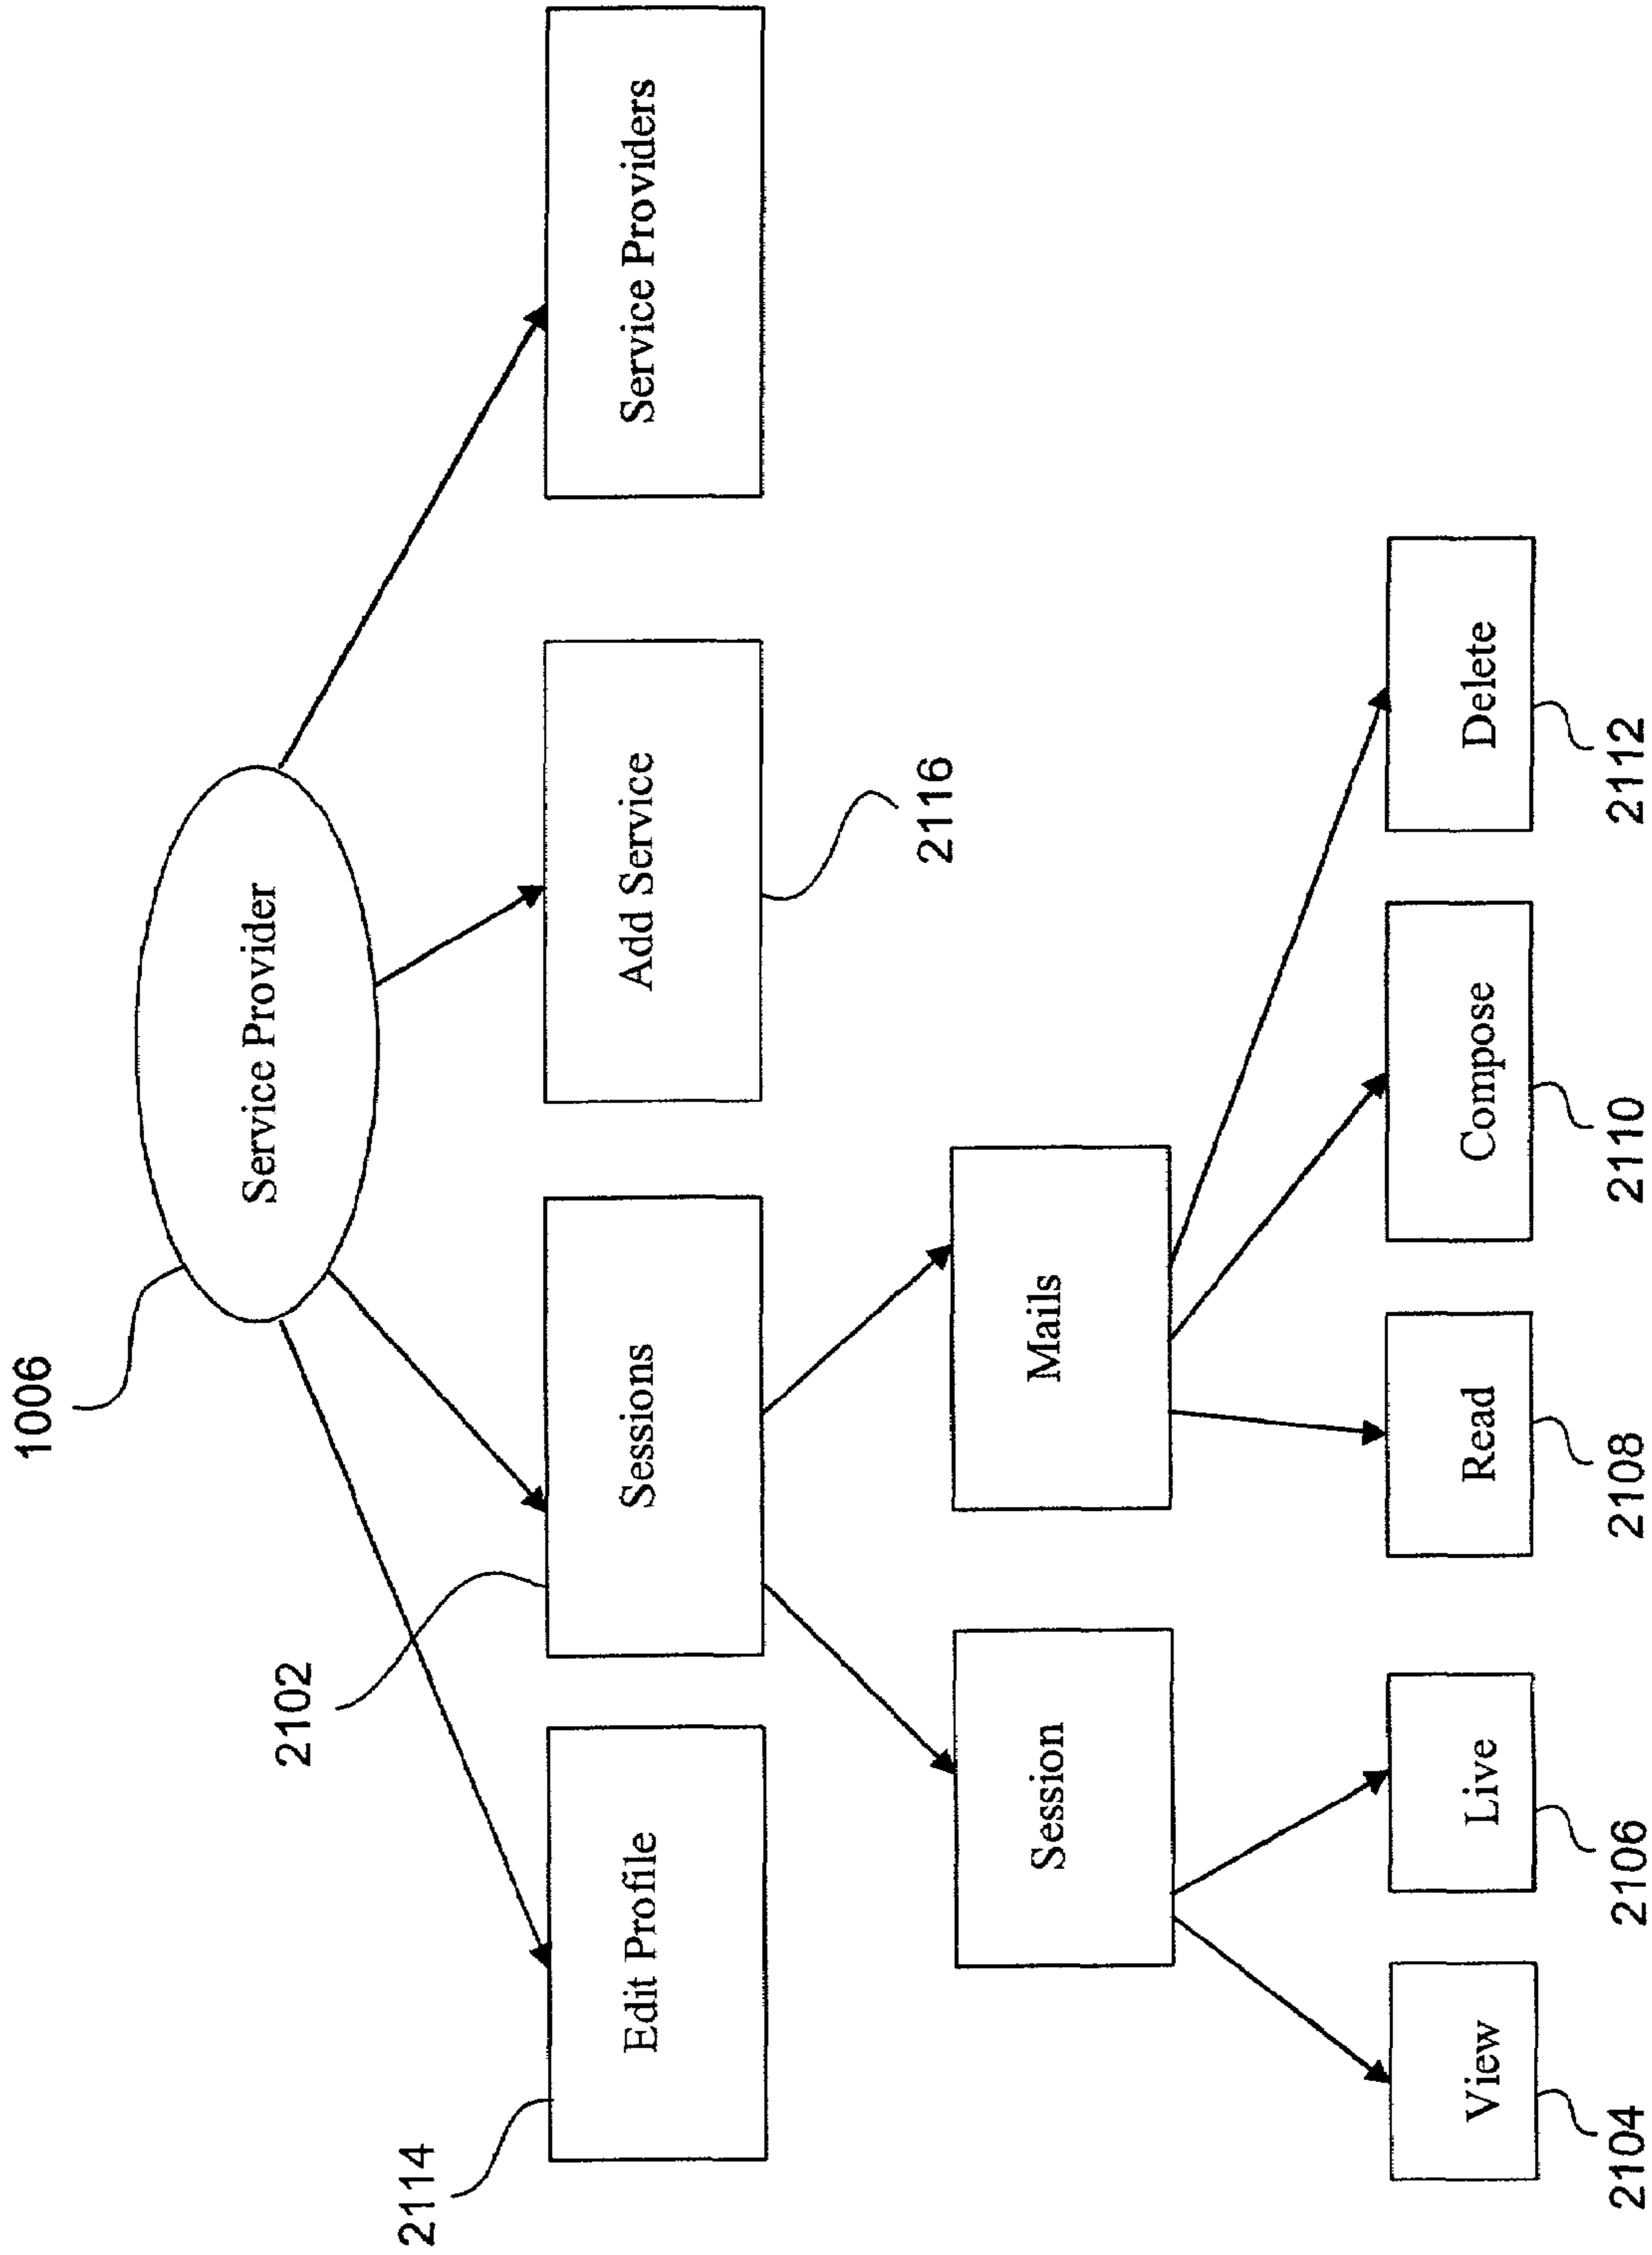 1006
Service Provider
2114
2102
Edit Profile
Sessions
Add Service
Service Providers
2116
Session
Mails
View
Live
Read
Compose
Delete
2104
2106
2108
2110
2112